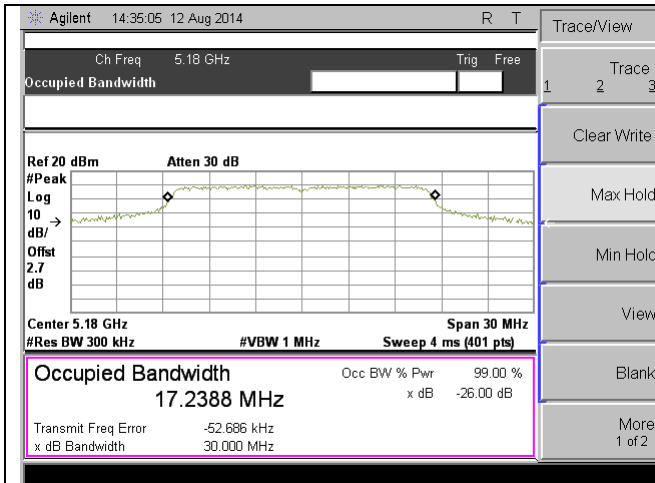 Agilent 14:35:05 12 Aug 2014 R T
Ch Freq 5.18 GHz Trig Free
Occupied Bandwidth
Ref 20 dBm Atten 30 dB
#Peak
Log
10
dB/
Offst
2.7
dB
Center 5.18 GHz Span 30 MHz
#Res BW 300 kHz #VBW 1 MHz Sweep 4 ms (401 pts)
Occupied Bandwidth
17.2388 MHz
Occ BW % Pwr 99.00 %
x dB -26.00 dB
Transmit Freq Error -52.686 kHz
x dB Bandwidth 30.000 MHz
Trace/View
Trace
1 2 3
Clear Write
Max Hold
Min Hold
View
Blank
More
1 of 2